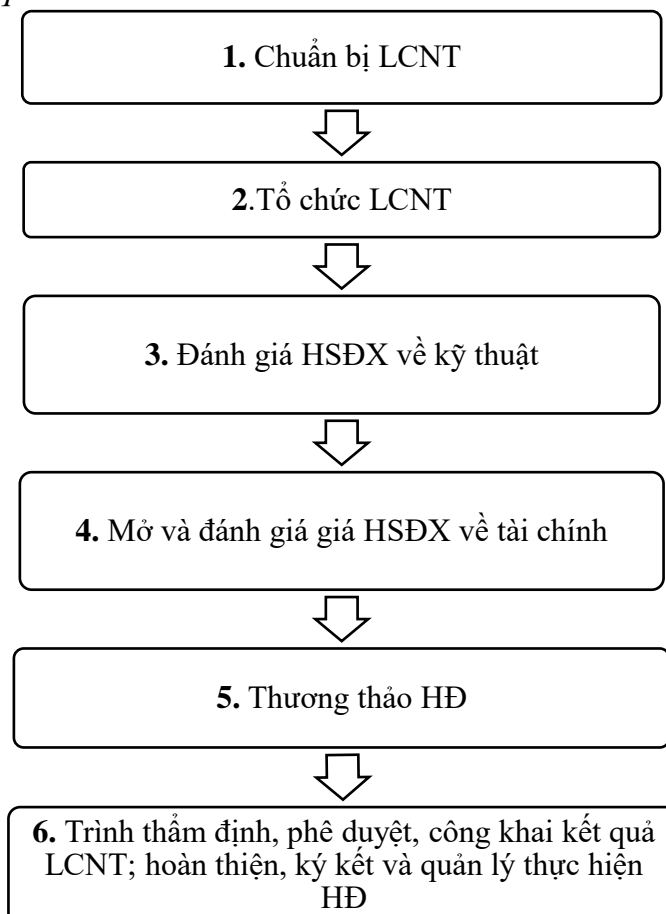 1. Chuẩn bị LCNT
2.Tổ chức LCNT
3. Đánh giá HSĐX về kỹ thuật
4. Mở và đánh giá giá HSĐX về tài chính
5. Thương thảo HĐ
6. Trình thẩm định, phê duyệt, công khai kết quả
LCNT; hoàn thiện, ký kết và quản lý thực hiện
HĐ